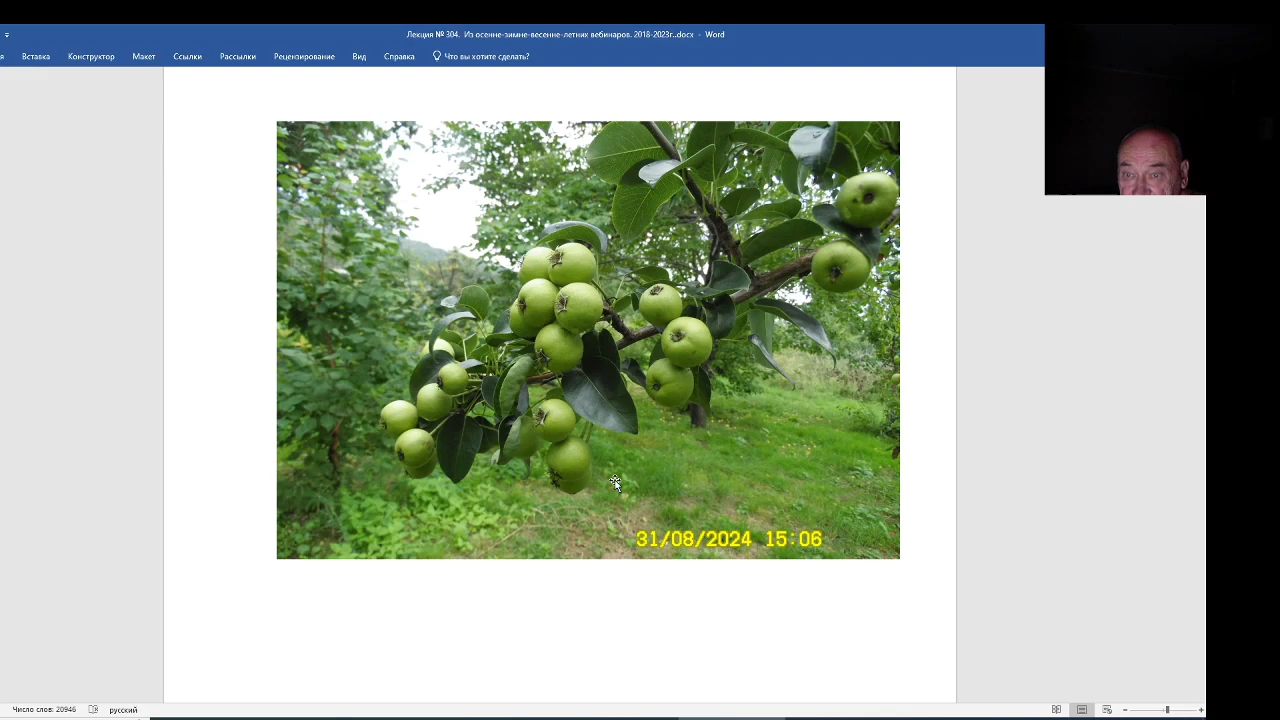 Лекция № 304. Из осенне-зимне-весенне-летних вебинаров. 2018-2023г..docx - Word
Вставка Конструктор Макет Ссылки Рассылки Рецензирование Вид Справка Что вы хотите сделать?
31/08/2024 15:06
Число слов: 20946 русский